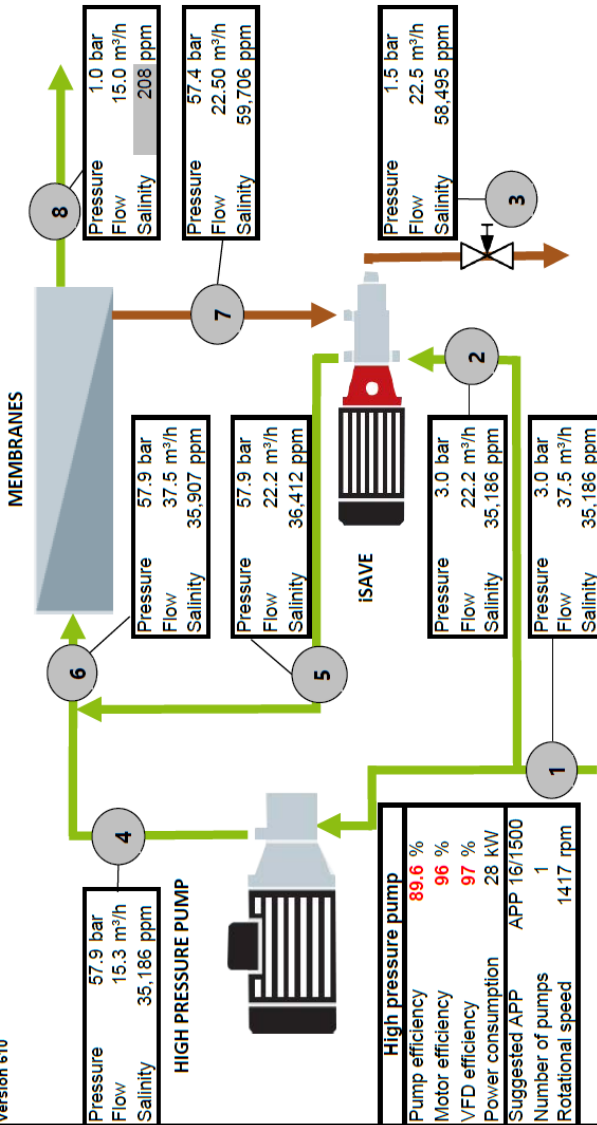 Version 610
MEMBRANES
Pressure 57.9 bar
Flow 15.3 m³/h
Salinity 35,186 ppm
4
HIGH PRESSURE PUMP
6
Pressure 57.9 bar
Flow 37.5 m³/h
Salinity 35,907 ppm
8
Pressure 1.0 bar
Flow 15.0 m³/h
Salinity 208 ppm
5
Pressure 57.9 bar
Flow 22.2 m³/h
Salinity 36,412 ppm
7
Pressure 57.4 bar
Flow 22.50 m³/h
Salinity 59,706 ppm
iSAVE
High pressure pump
Pump efficiency 89.6 %
Motor efficiency 96 %
VFD efficiency 97 %
Power consumption 28 kW
Suggested APP APP 16/1500
Number of pumps 1
Rotational speed 1417 rpm
2
Pressure 3.0 bar
Flow 22.2 m³/h
Salinity 35,186 ppm
Pressure 1.5 bar
Flow 22.5 m³/h
Salinity 58,495 ppm
3
1
Pressure 3.0 bar
Flow 37.5 m³/h
Salinity 35,186 ppm